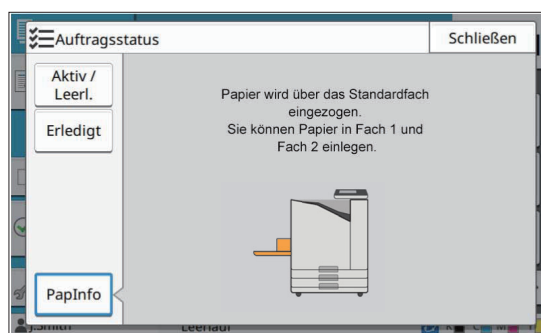 Auftragsstatus
Schließen
Aktiv /
Leerl.
Erledigt
PapInfo
Papier wird über das Standardfach
eingezogen.
Sie können Papier in Fach 1 und
Fach 2 einlegen.
J.Smith Leerlauf K C M Y